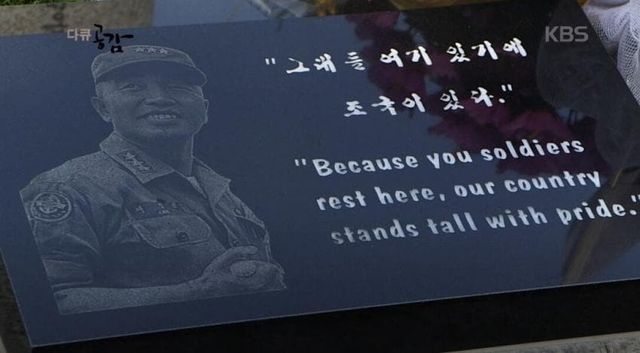 다큐 공감
KBS
"그대들 여기 있기에
조국이 있다."
"Because you soldiers
rest here, our country
stands tall with pride."